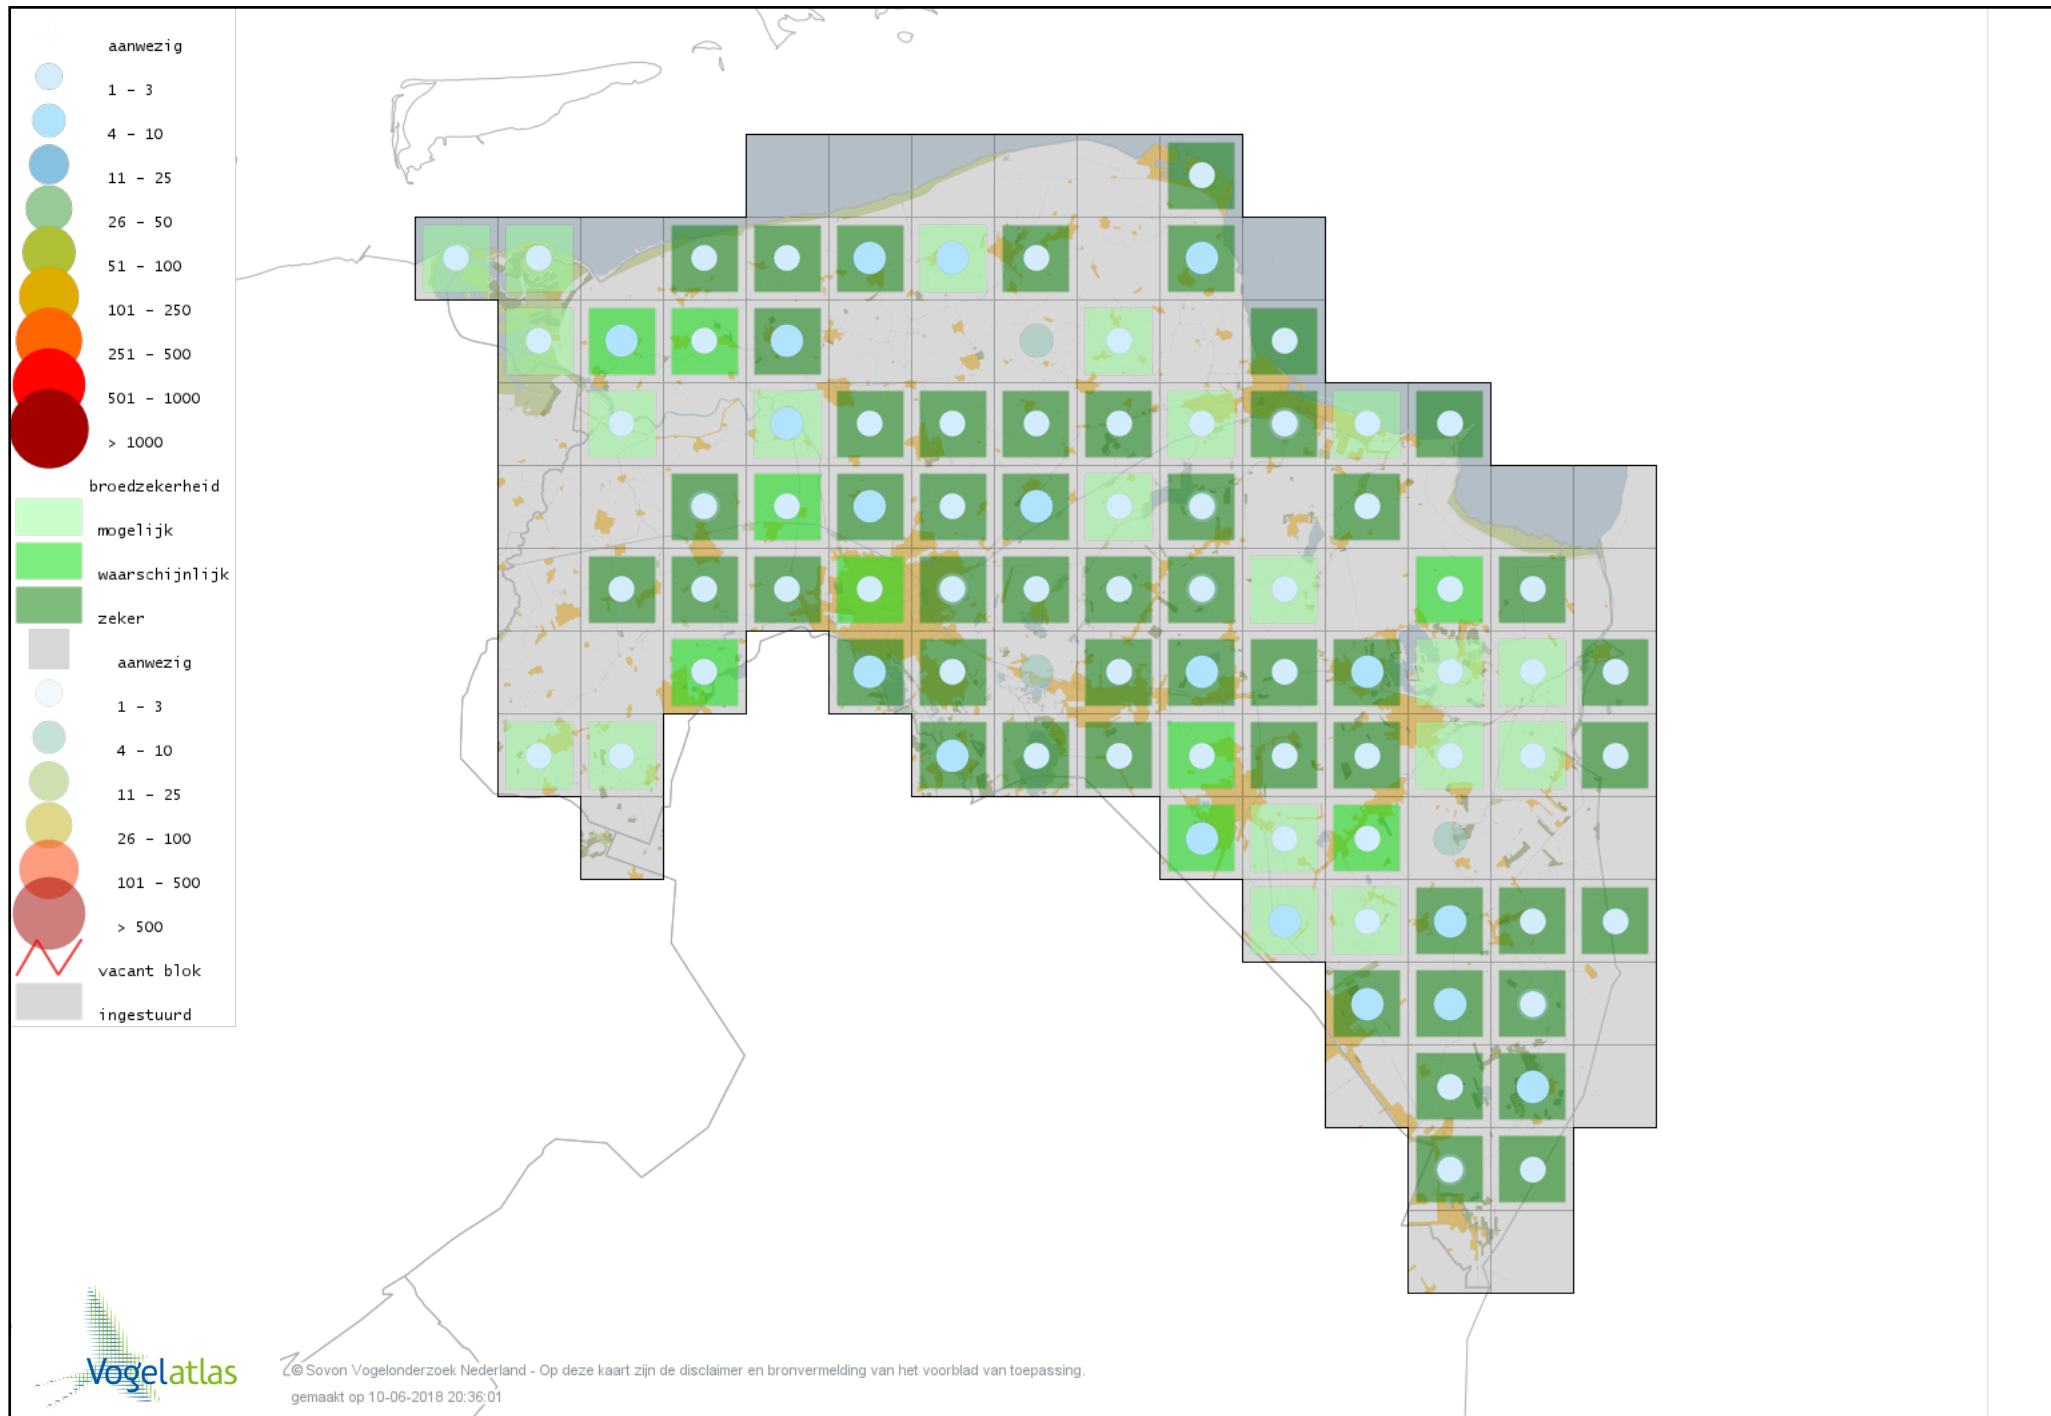 aanwezig
1 - 3
4 - 10
11 - 25
26 - 50
51 - 100
101 - 250
251 - 500
501 - 1000
> 1000
broedzekerheid
mogelijk
waarschijnlijk
zeker
aanwezig
1 - 3
4 - 10
11 - 25
26 - 100
101 - 500
> 500
vacant blok
ingestuurd
Vogelatlas
© Sovon Vogelonderzoek Nederland - Op deze kaart zijn de disclaimer en bronvermelding van het voorblad van toepassing.
gemaakt op 10-06-2018 20:36:01